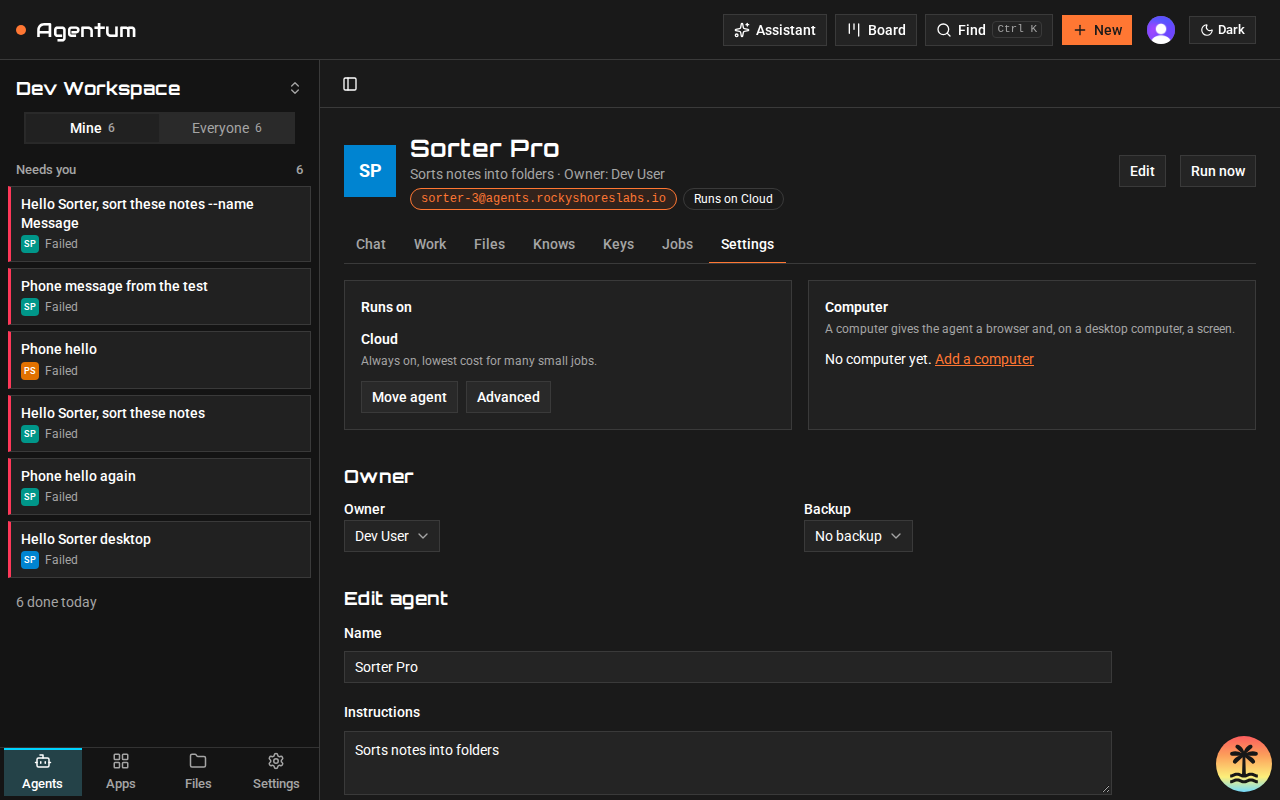 Agentum
Assistant
Board
Find Ctrl K
New
Dark
Dev Workspace
Mine 6
Everyone 6
Needs you 6
Hello Sorter, sort these notes --name
Message
SP Failed
Phone message from the test
SP Failed
Phone hello
PS Failed
Hello Sorter, sort these notes
SP Failed
Phone hello again
SP Failed
Hello Sorter desktop
SP Failed
6 done today
Agents
Apps
Files
Settings
SP
Sorter Pro
Sorts notes into folders · Owner: Dev User
sorter-3@agents.rockyshoreslabs.io
Runs on Cloud
Edit
Run now
Chat
Work
Files
Knows
Keys
Jobs
Settings
Runs on
Cloud
Always on, lowest cost for many small jobs.
Move agent
Advanced
Computer
A computer gives the agent a browser and, on a desktop computer, a screen.
No computer yet. Add a computer
Owner
Owner
Dev User
Backup
No backup
Edit agent
Name
Sorter Pro
Instructions
Sorts notes into folders